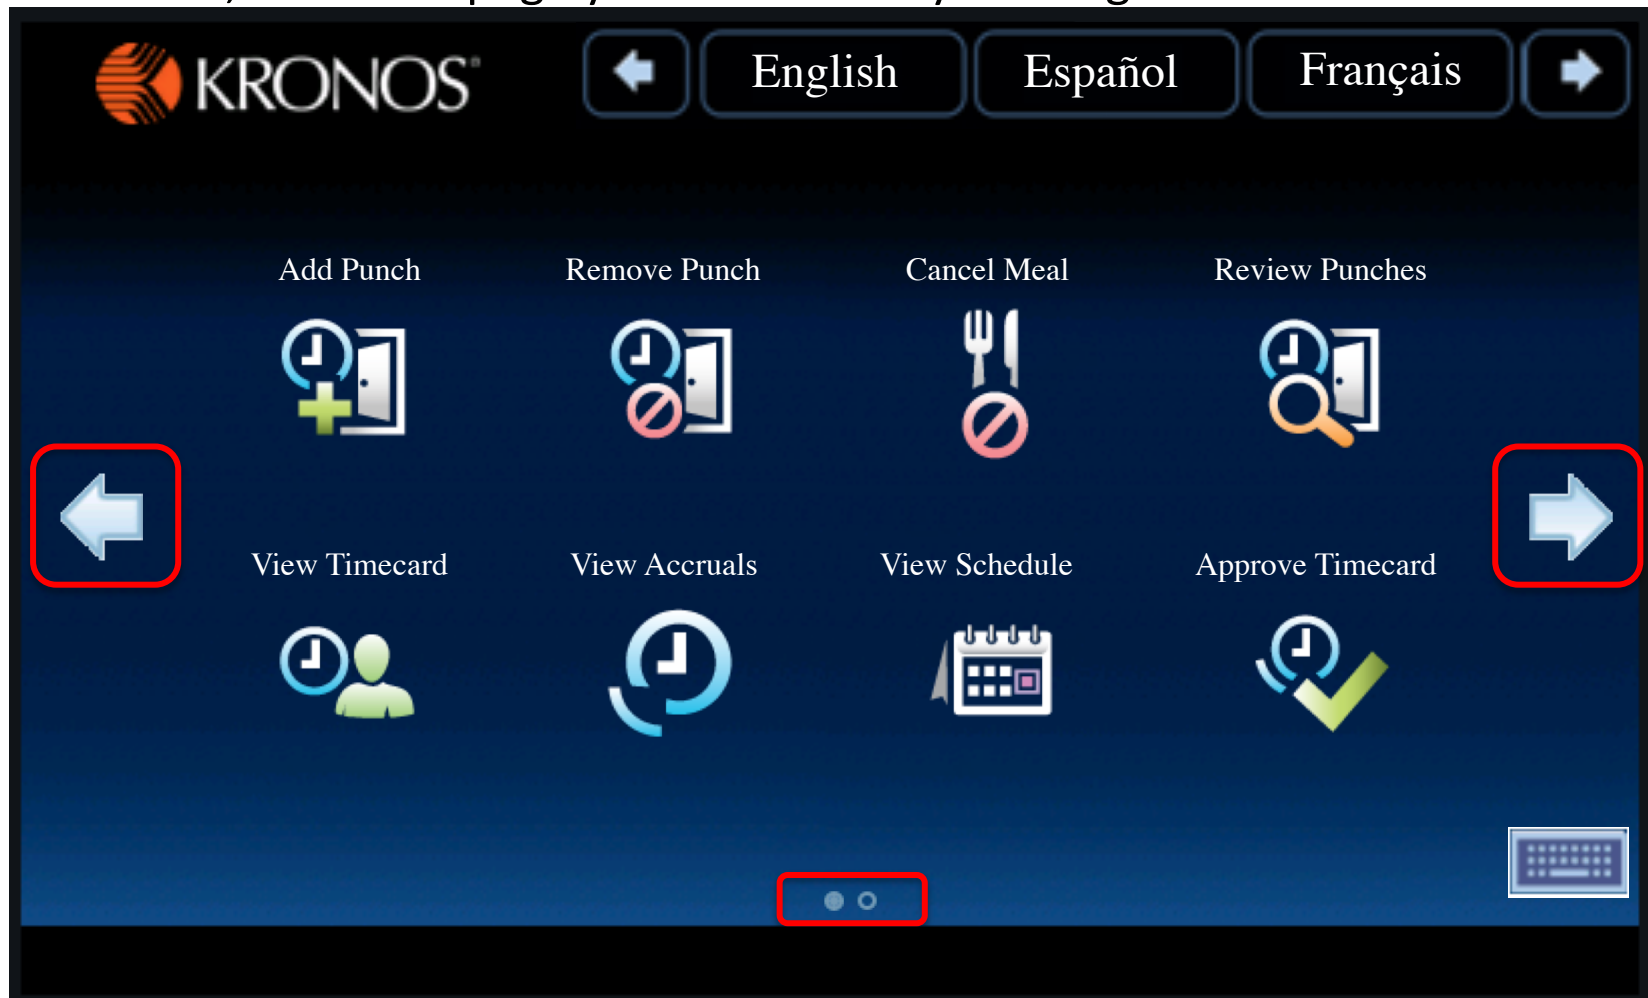 KRONOS
English Español Français
Add Punch Remove Punch Cancel Meal Review Punches
View Timecard View Accruals View Schedule Approve Timecard